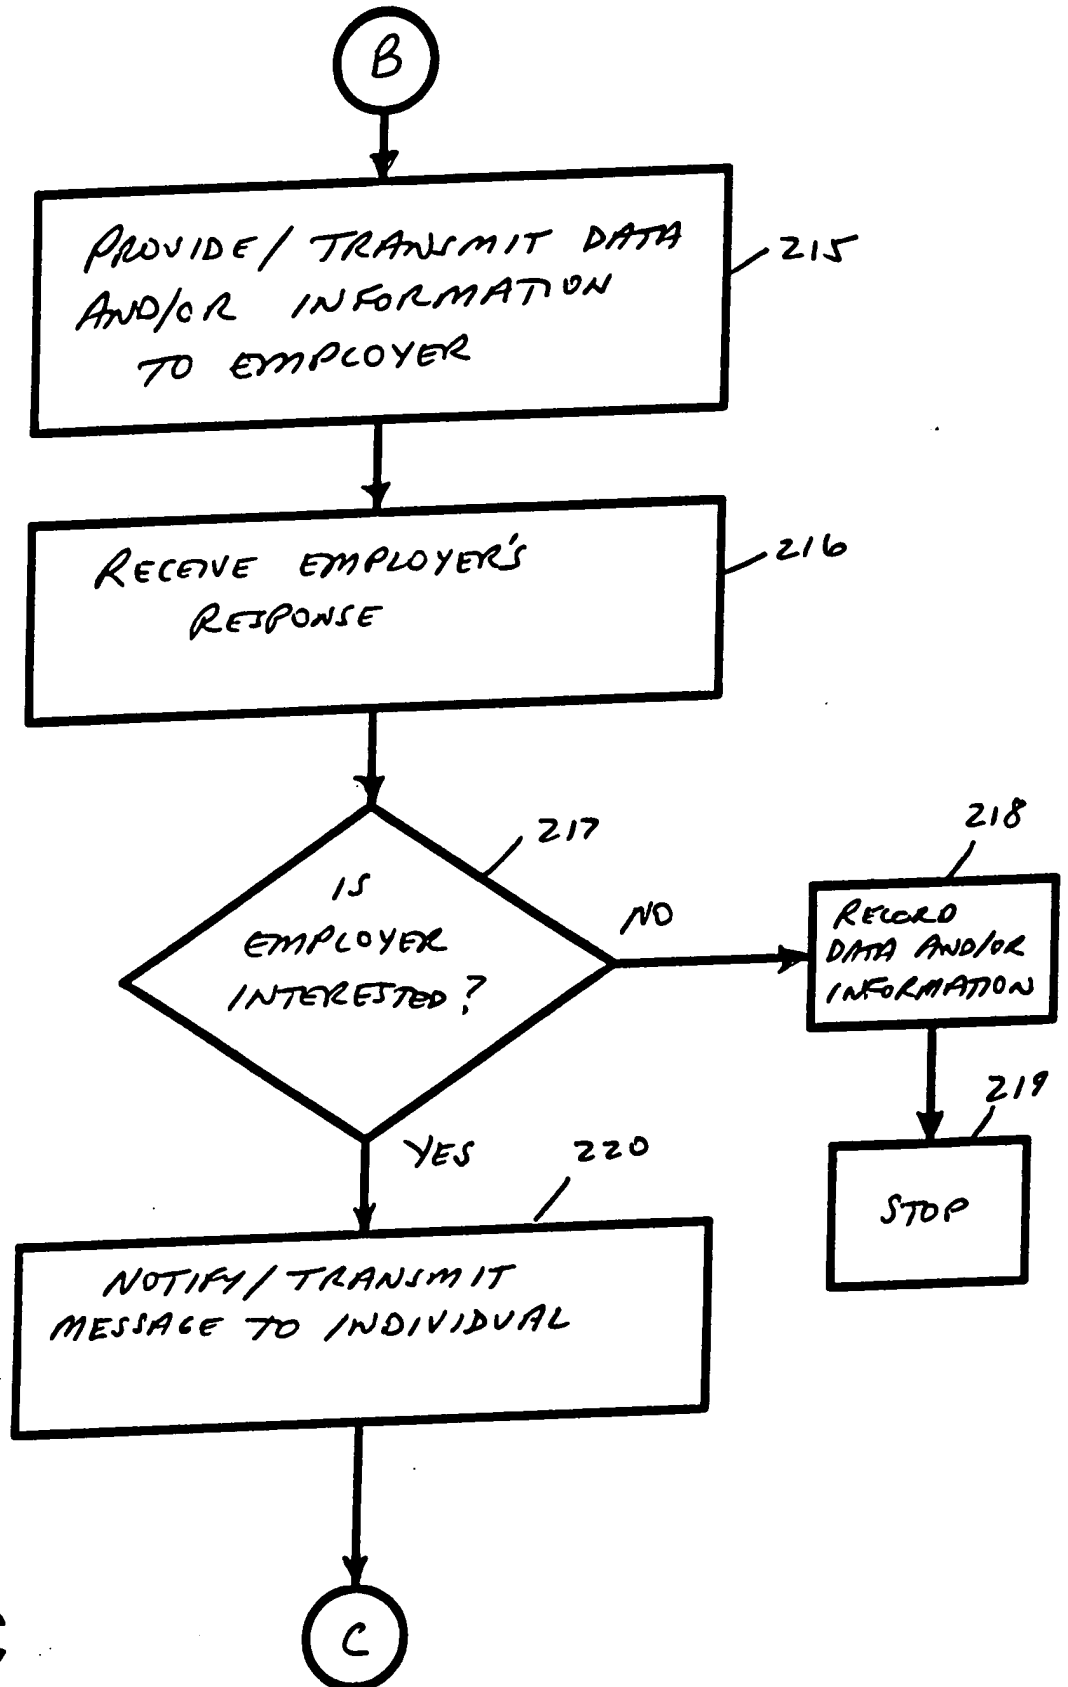 B
PROVIDE/ TRANSMIT DATA
AND/OR INFORMATION
TO EMPLOYER
215
RECEIVE EMPLOYER'S
RESPONSE
216
217
IS
EMPLOYER
INTERESTED?
NO
218
RECORD
DATA AND/OR
INFORMATION
219
STOP
YES
220
NOTIFY/ TRANSMIT
MESSAGE TO INDIVIDUAL
C